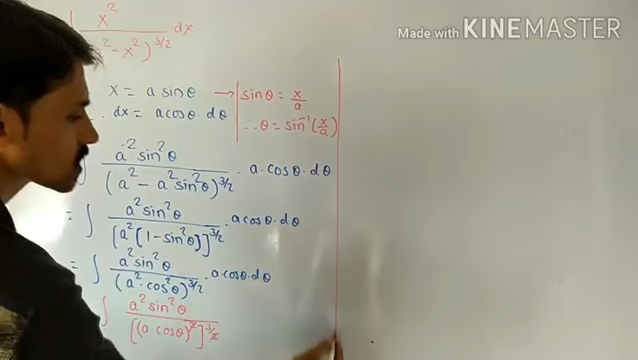 Made with KINEMASTER
∫ x² / (² - x²)^3/2 dx
x = a sinθ → sinθ = x/a
∴ dx = a cosθ · dθ ∴ θ = sin⁻¹(x/a)
∫ a² sin²θ / (a² - a² sin²θ)^3/2 · a · cosθ · dθ
= ∫ a² sin²θ / [a² (1 - sin²θ)]^3/2 · a cosθ · dθ
= ∫ a² sin²θ / (a² · cos²θ)^3/2 · a · cosθ · dθ
∫ a² sin²θ / [(a · cosθ)²]^3/2